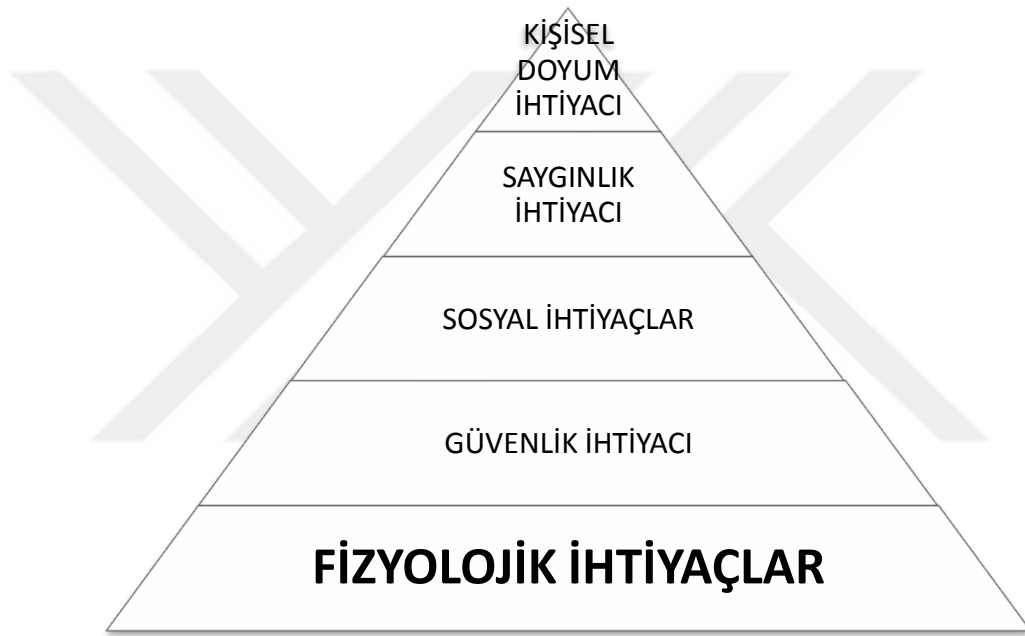 KİŞİSEL
DOYUM
İHTİYACI
SAYGINLIK
İHTİYACI
SOSYAL İHTİYAÇLAR
GÜVENLİK İHTİYACI
FİZYOLOJİK İHTİYAÇLAR